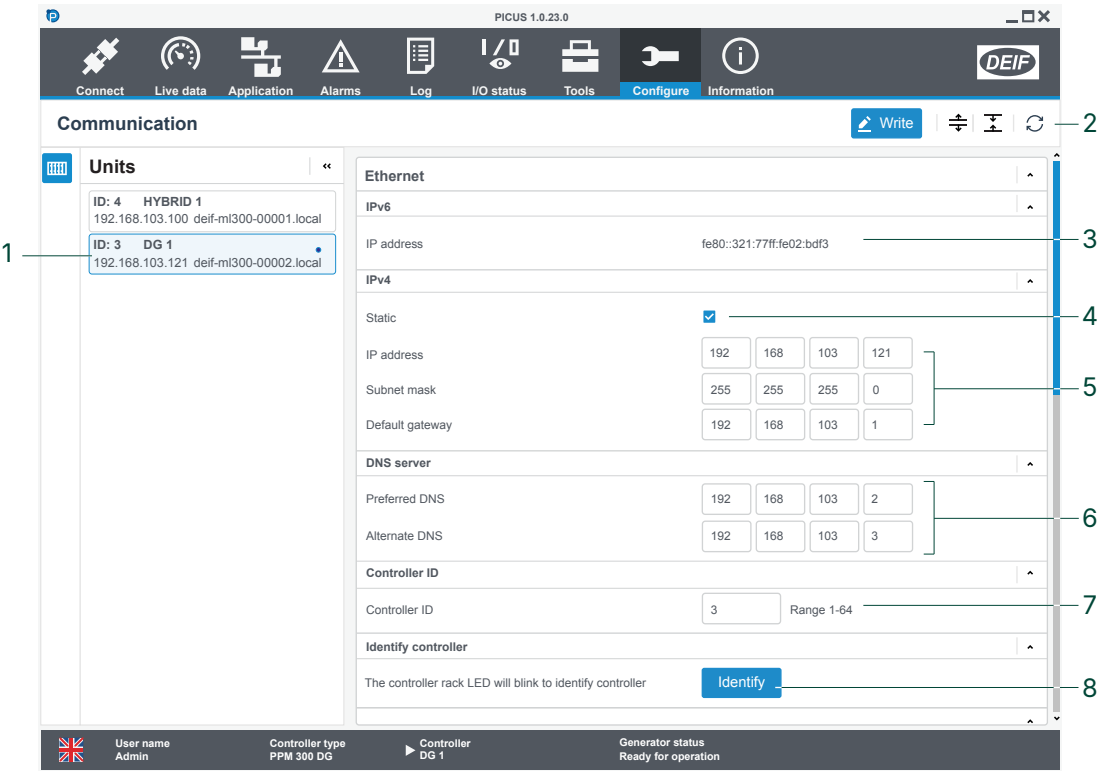 PICUS 1.0.23.0
Connect Live data Application Alarms Log I/O status Tools Configure Information
DEIF
Communication
Write
2
Units
«
ID: 4 HYBRID 1
192.168.103.100 deif-ml300-00001.local
1
ID: 3 DG 1
192.168.103.121 deif-ml300-00002.local
Ethernet
IPv6
IP address fe80::321:77ff:fe02:bdf3 3
IPv4
Static 4
IP address 192 168 103 121
Subnet mask 255 255 255 0 5
Default gateway 192 168 103 1
DNS server
Preferred DNS 192 168 103 2
6
Alternate DNS 192 168 103 3
Controller ID
Controller ID 3 Range 1-64 7
Identify controller
The controller rack LED will blink to identify controller Identify 8
User name Controller type Controller Generator status
Admin PPM 300 DG DG 1 Ready for operation